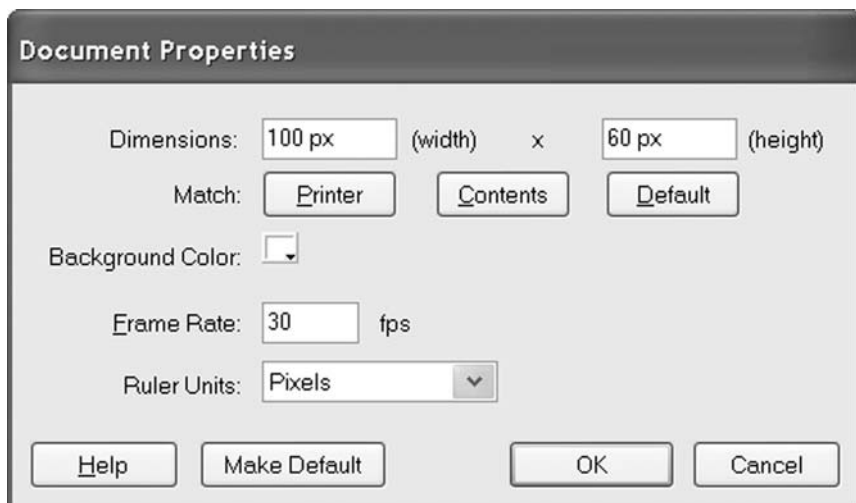 Document Properties
Dimensions: 100 px (width) x 60 px (height)
Match: Printer Contents Default
Background Color:
Frame Rate: 30 fps
Ruler Units: Pixels
Help Make Default OK Cancel